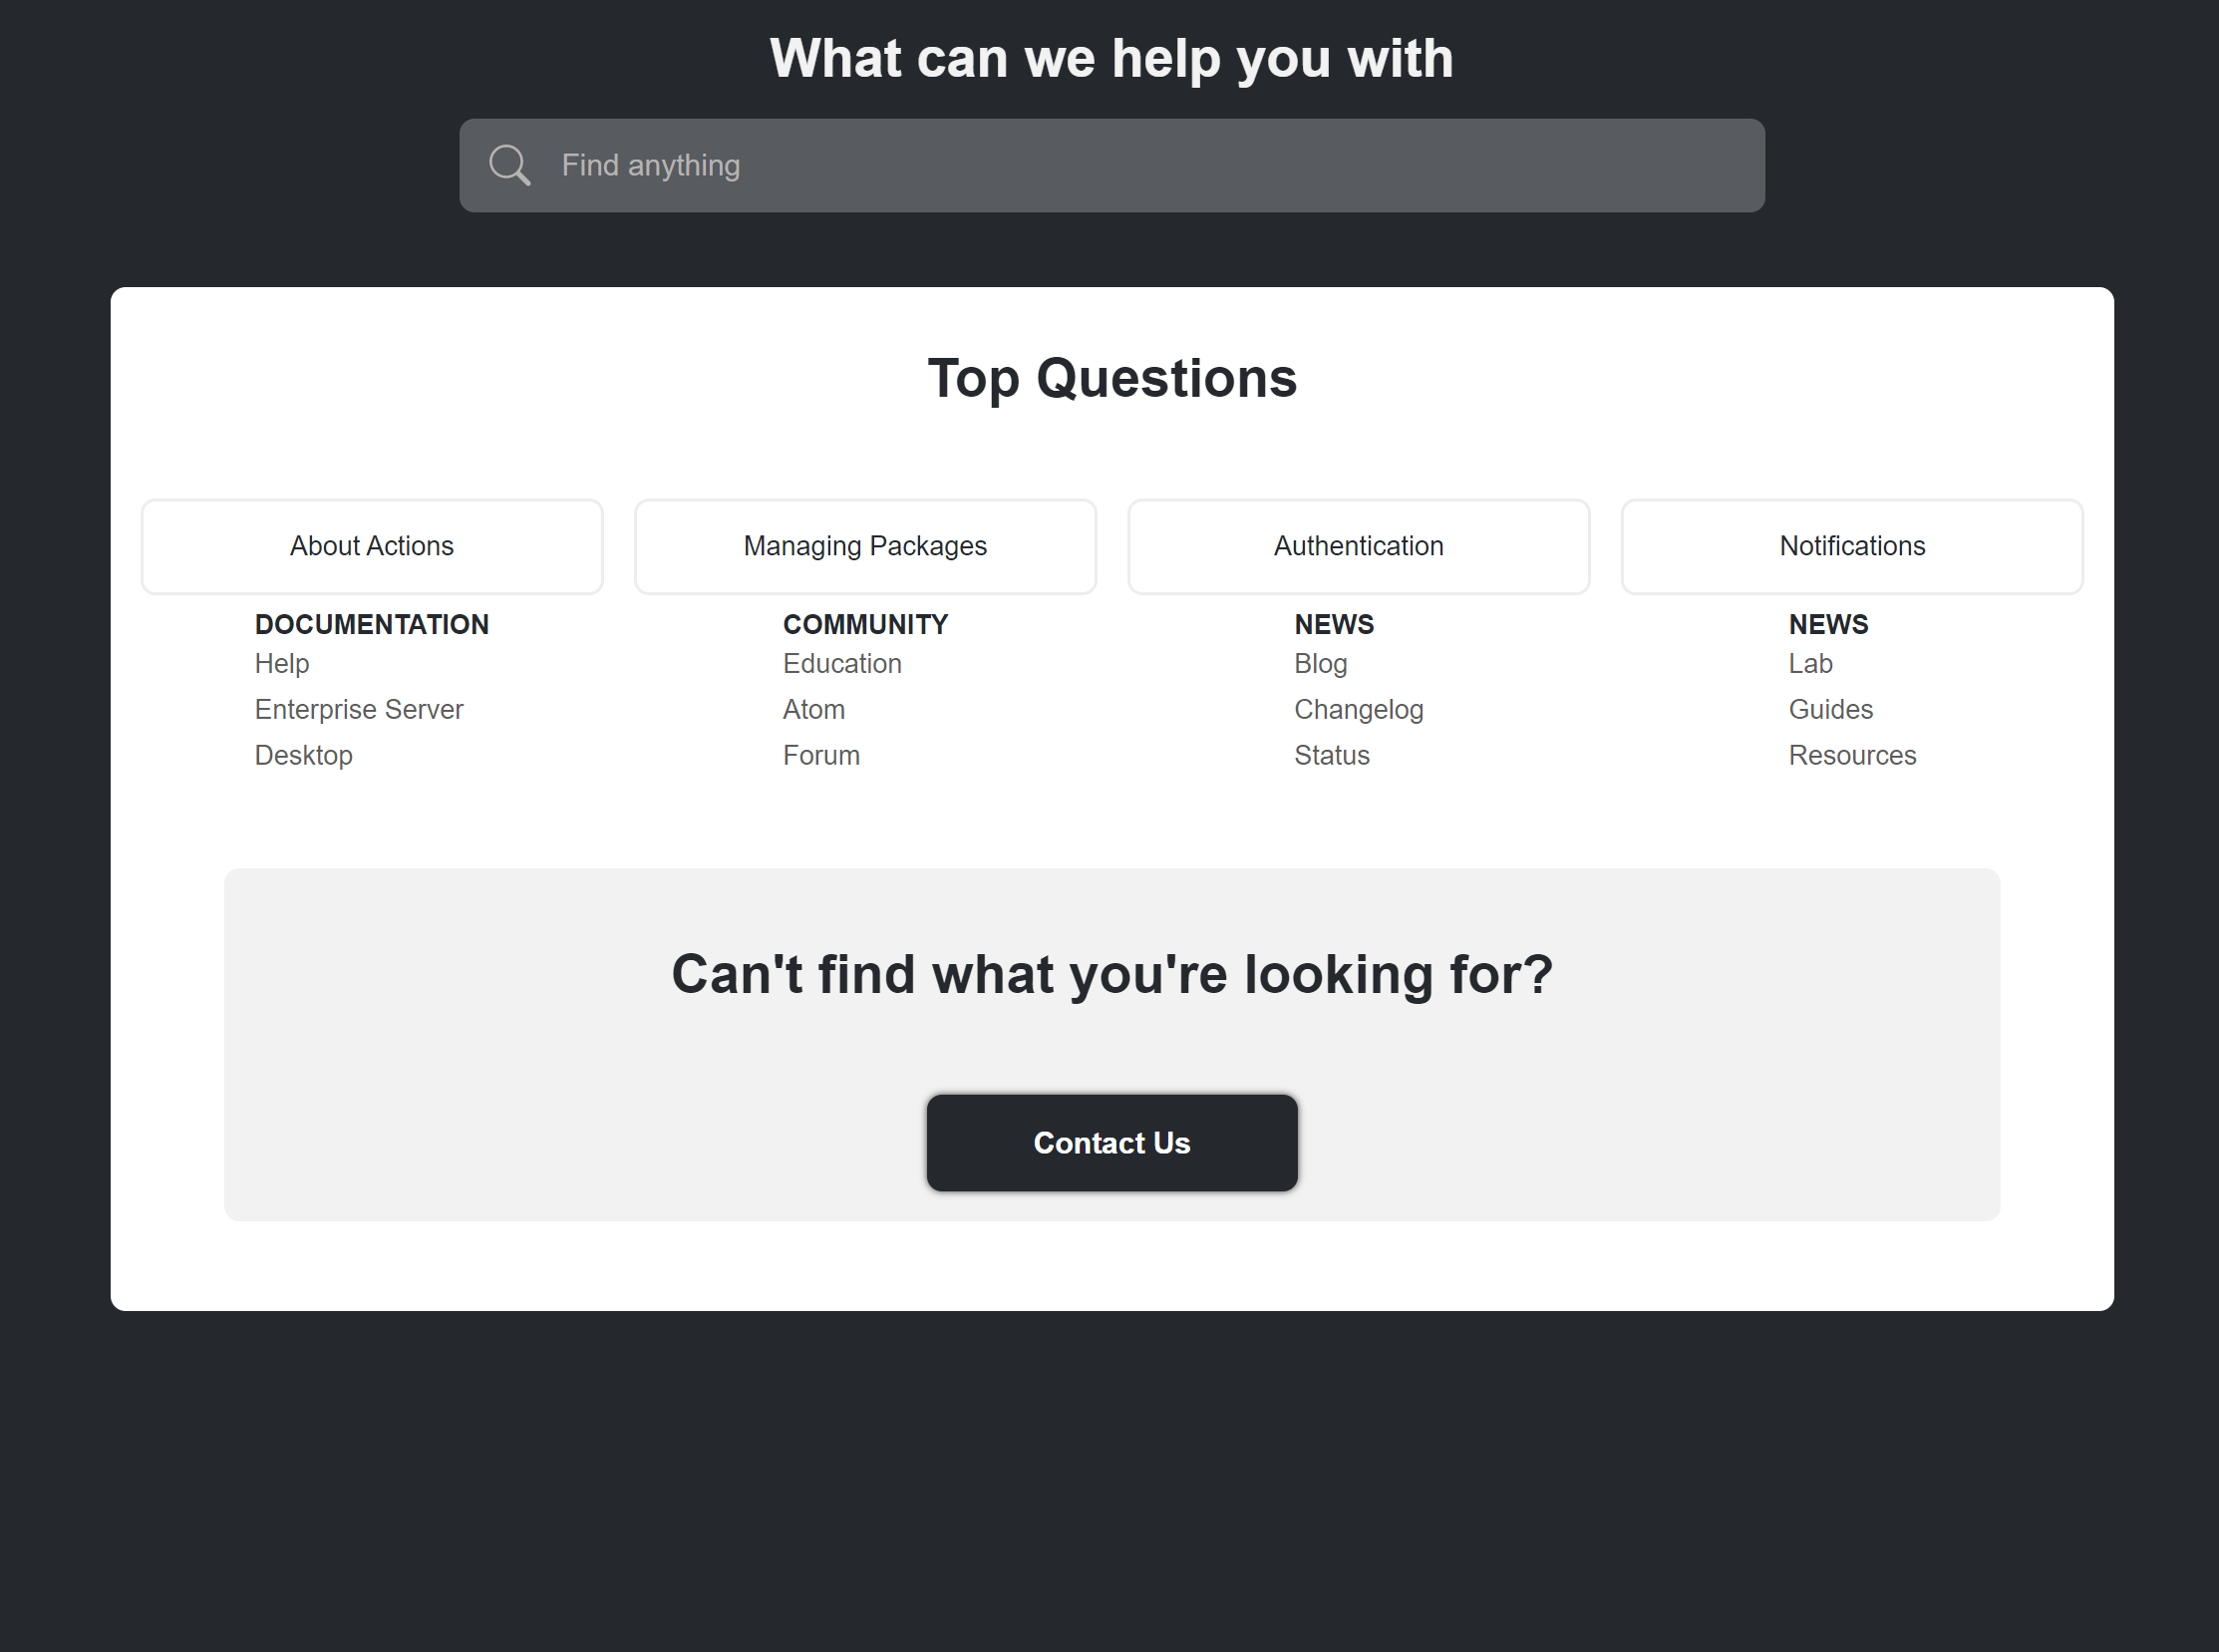 What can we help you with
Find anything
Top Questions
About Actions
Managing Packages
Authentication
Notifications
DOCUMENTATION
Help
Enterprise Server
Desktop
COMMUNITY
Education
Atom
Forum
NEWS
Blog
Changelog
Status
NEWS
Lab
Guides
Resources
Can't find what you're looking for?
Contact Us